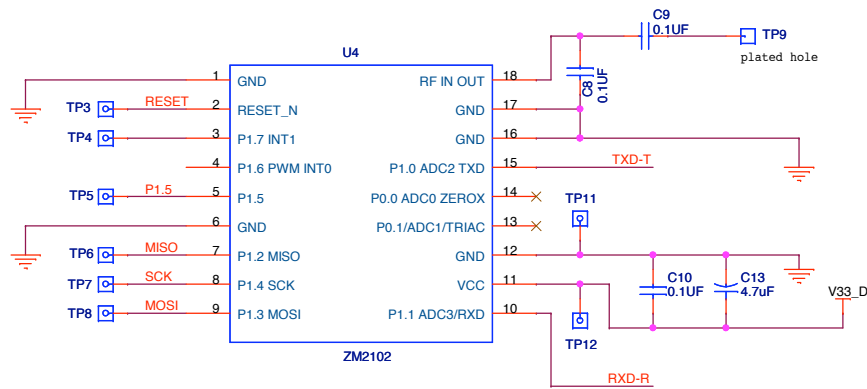 C9
0.1UF
TP9
plated hole
U4
C8
0.1UF
1 GND RF IN OUT 18
TP3 RESET 2 RESET_N GND 17
TP4 3 P1.7 INT1 GND 16
4 P1.6 PWM INT0 P1.0 ADC2 TXD 15 TXD-T
TP5 P1.5 5 P1.5 P0.0 ADC0 ZEROX 14
TP11
6 GND P0.1/ADC1/TRIAC 13
TP6 MISO 7 P1.2 MISO GND 12
TP7 SCK 8 P1.4 SCK VCC 11
C10
0.1UF
C13
4.7uF
V33_D
TP8 MOSI 9 P1.3 MOSI P1.1 ADC3/RXD 10
TP12
ZM2102
RXD-R